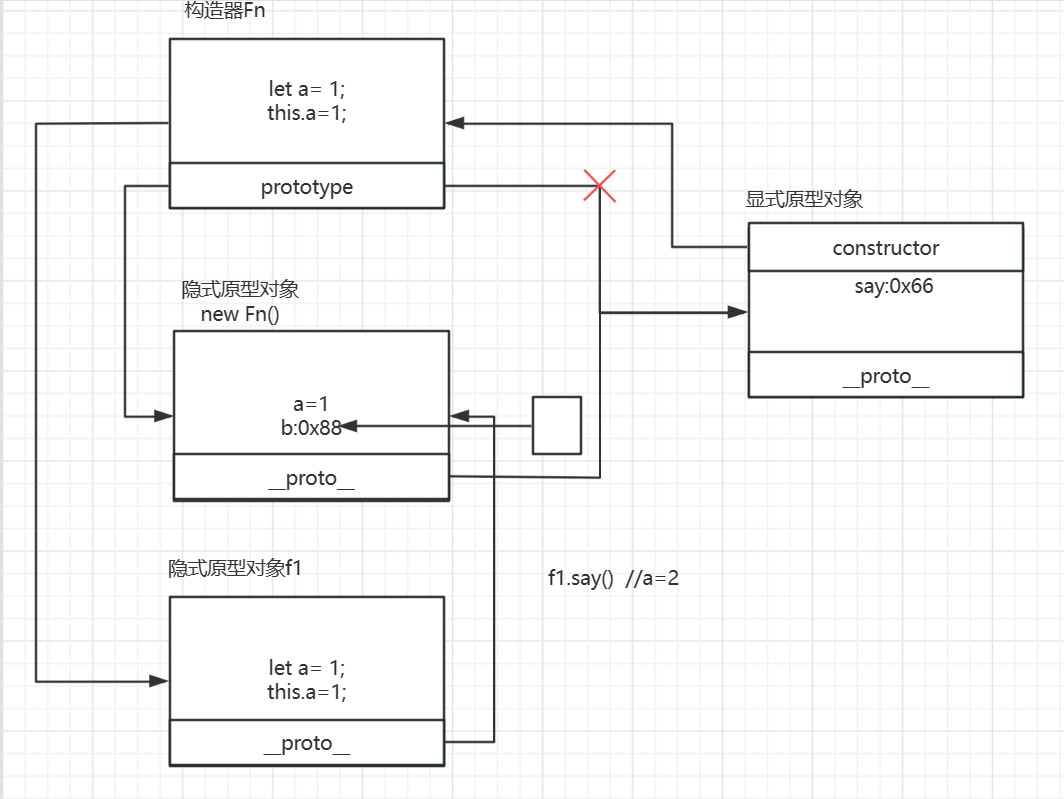 构造器Fn
let a= 1;
this.a=1;
prototype
显式原型对象
constructor
say:0x66
__proto__
隐式原型对象
new Fn()
a=1
b:0x88
__proto__
隐式原型对象f1
f1.say()  //a=2
let a= 1;
this.a=1;
__proto__